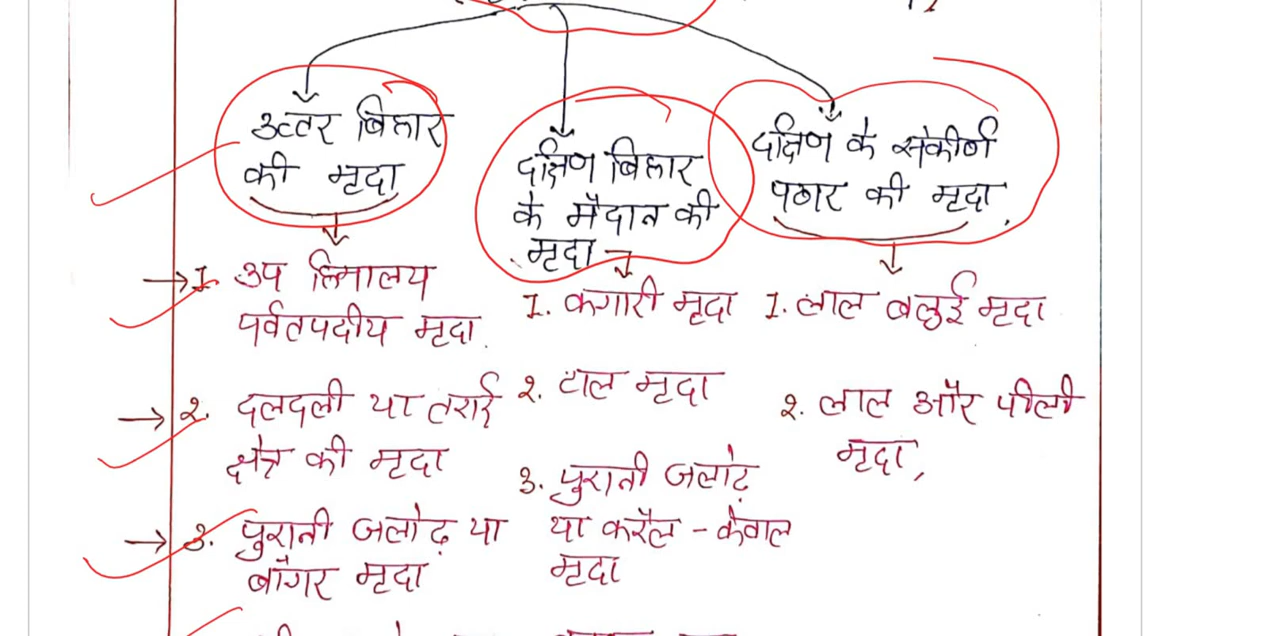 उत्तर बिहार
की मृदा
दक्षिण बिहार
के मैदान की
मृदा
दक्षिण के संकीर्ण
पठार की मृदा
1. उप हिमालय
पर्वतपदीय मृदा.
2. दलदली या तराई
क्षेत्र की मृदा
3. पुरानी जलोढ़ या
बाँगर मृदा
1. कगारी मृदा
2. टाल मृदा
3. पुरानी जलोढ़
या करैल - केवाल
मृदा
1. लाल बलुई मृदा
2. लाल और पीली
मृदा,